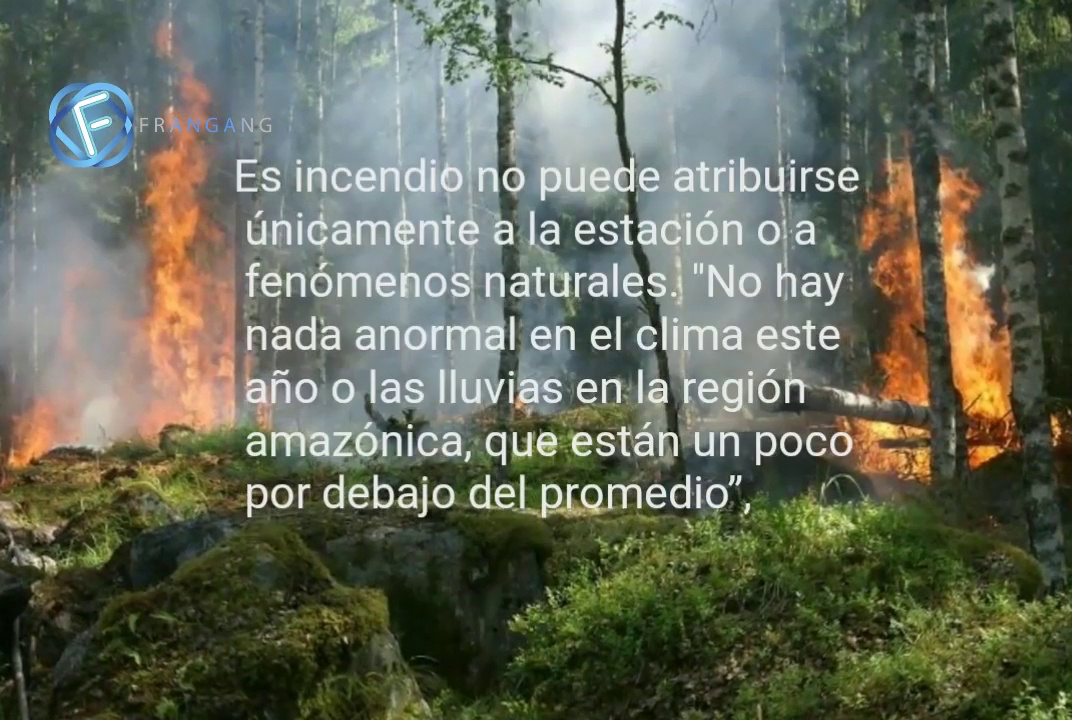 FRANGANG
Es incendio no puede atribuirse
únicamente a la estación o a
fenómenos naturales. "No hay
nada anormal en el clima este
año o las lluvias en la región
amazónica, que están un poco
por debajo del promedio”,